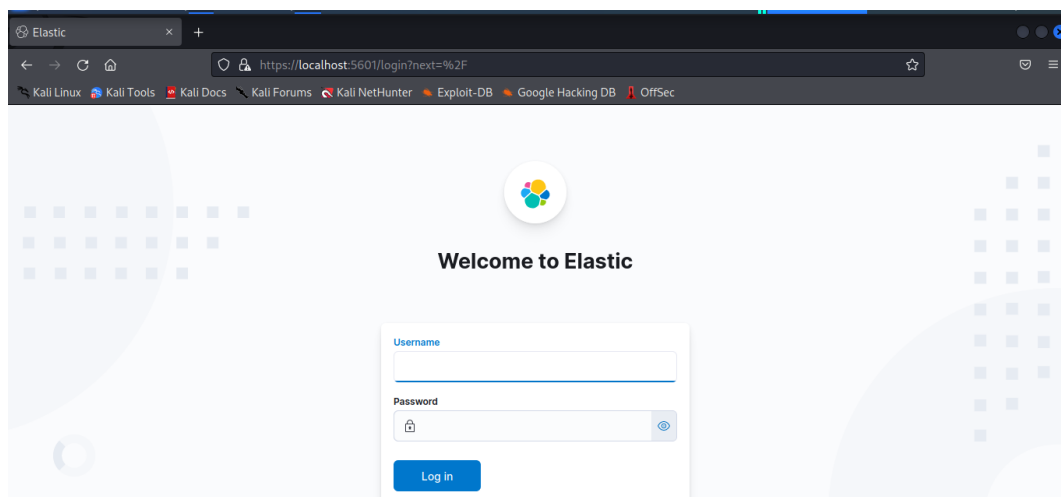 Elastic
https://localhost:5601/login?next=%2F
Kali Linux Kali Tools Kali Docs Kali Forums Kali NetHunter Exploit-DB Google Hacking DB OffSec
Welcome to Elastic
Username
Password
Log in